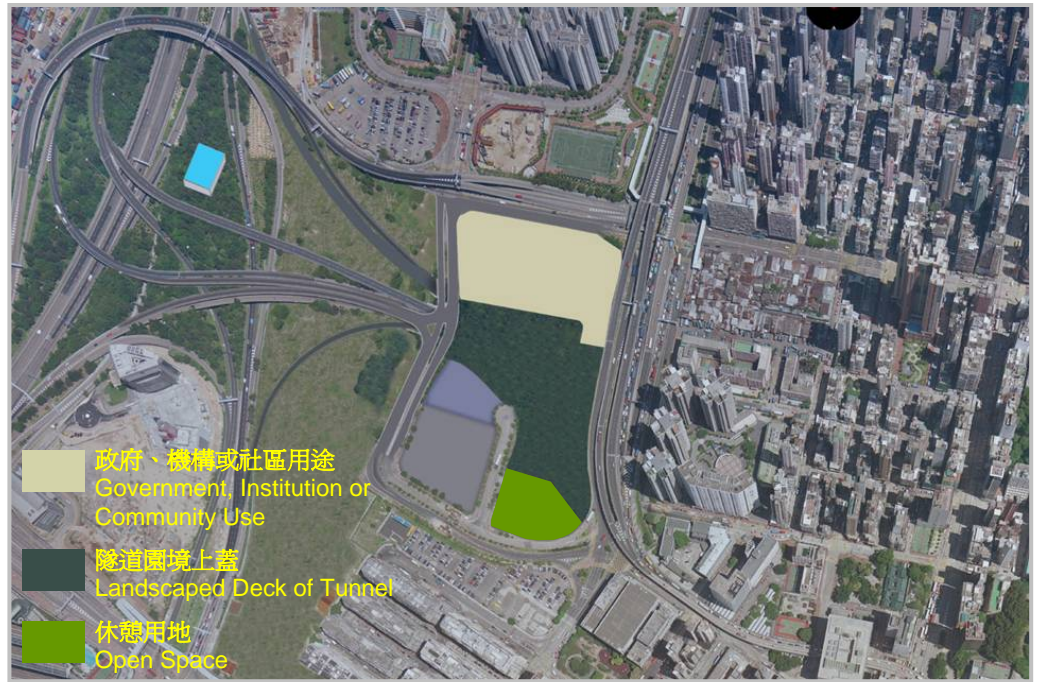 政府、機構或社區用途
Government, Institution or
Community Use
隧道園境上蓋
Landscaped Deck of Tunnel
休憩用地
Open Space